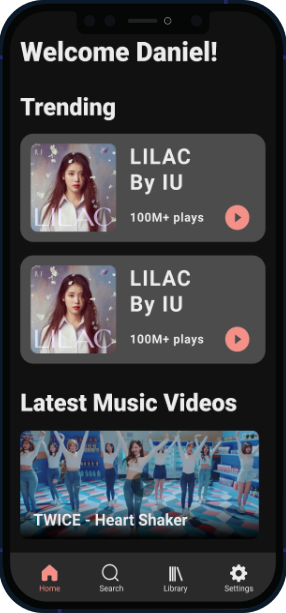 Welcome Daniel!
Trending
LILAC
LILAC
By IU
100M+ plays
LILAC
LILAC
By IU
100M+ plays
Latest Music Videos
TWICE - Heart Shaker
Home
Search
Library
Settings